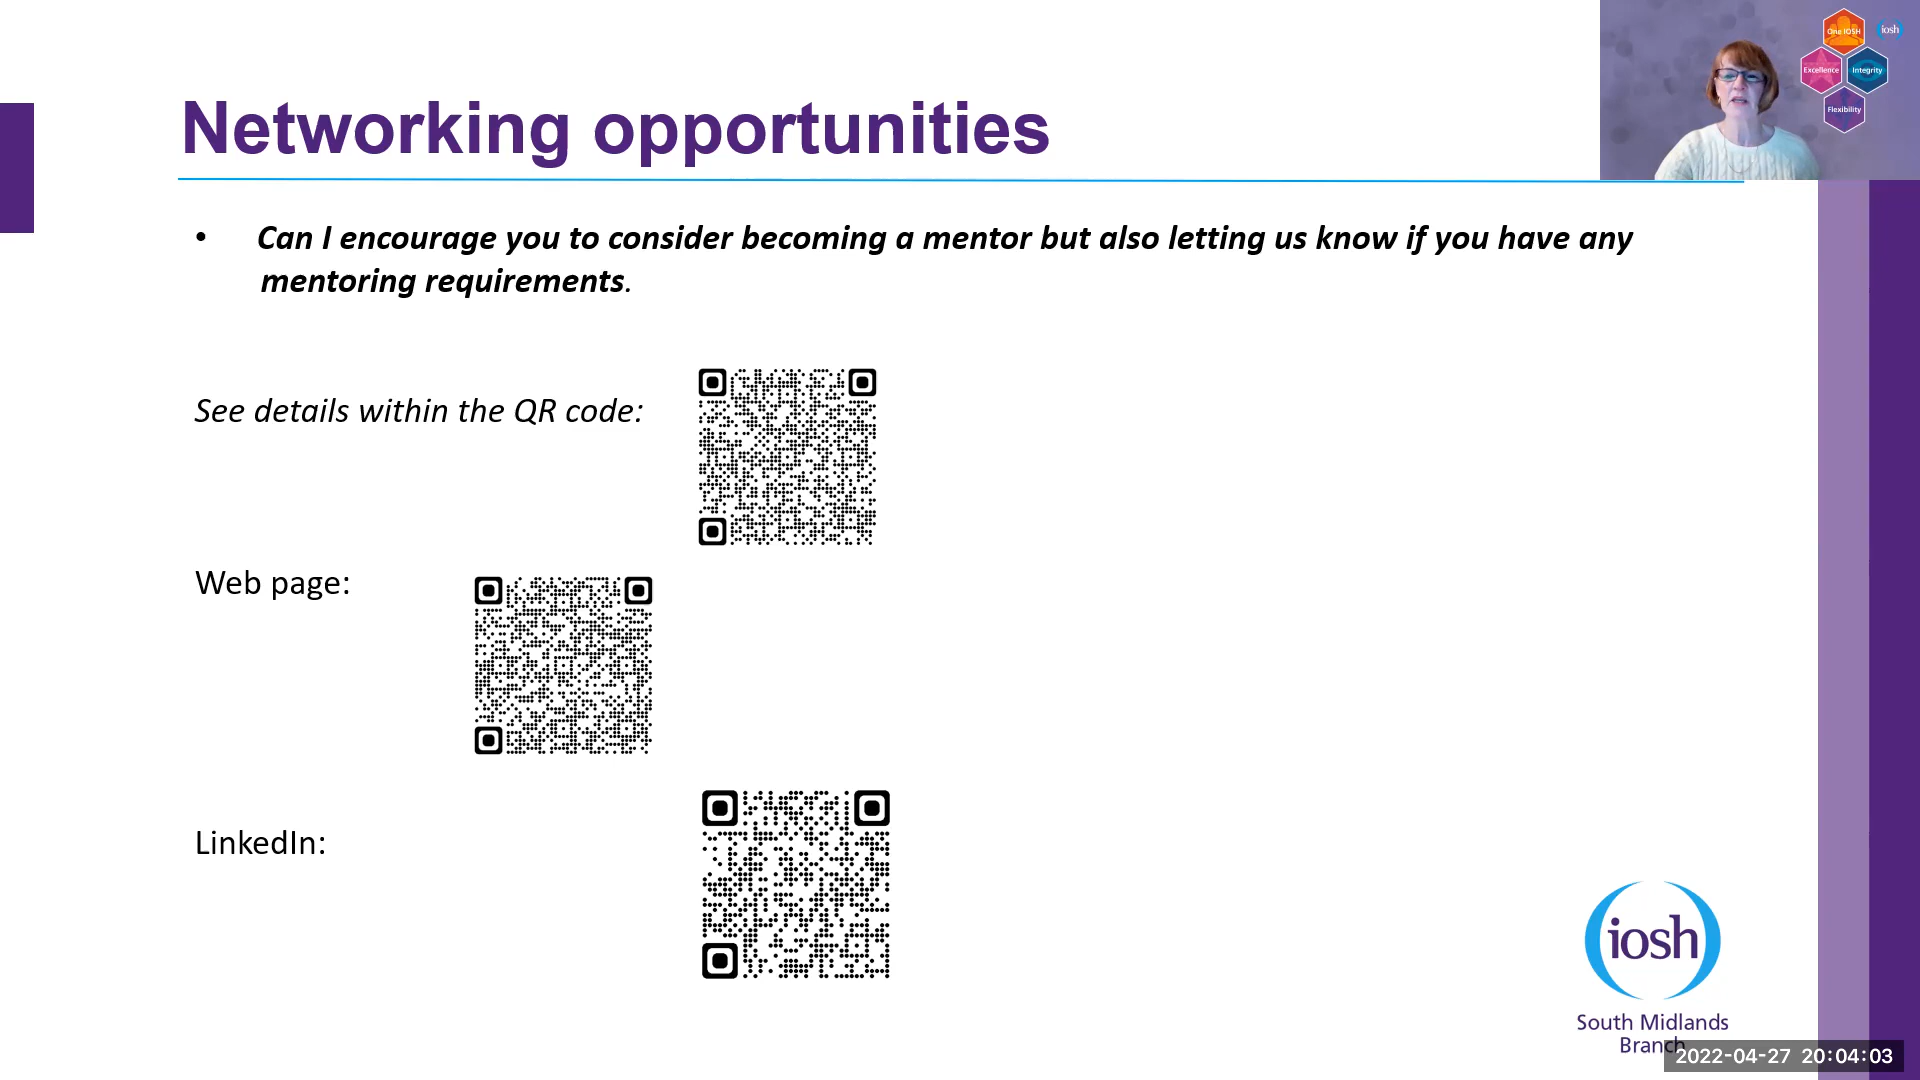 One IOSH
iosh
Excellence
Integrity
Flexibility
Networking opportunities
• Can I encourage you to consider becoming a mentor but also letting us know if you have any
mentoring requirements.
See details within the QR code:
Web page:
LinkedIn:
iosh
South Midlands
Branch
2022-04-27 20:04:03